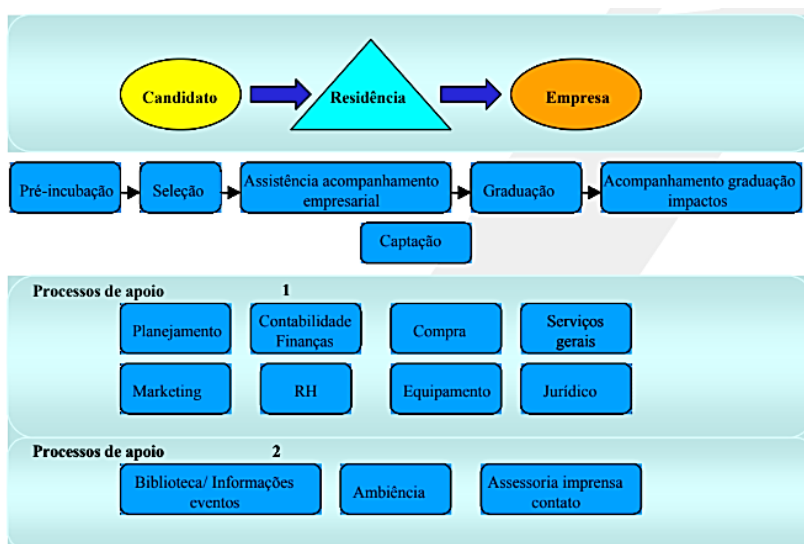 Candidato
Residência
Empresa
Pré-incubação
Seleção
Assistência acompanhamento
empresarial
Graduação
Acompanhamento graduação
impactos
Captação
Processos de apoio 1
Planejamento
Contabilidade
Finanças
Compra
Serviços
gerais
Marketing
RH
Equipamento
Jurídico
Processos de apoio 2
Biblioteca/ Informações
eventos
Ambiência
Assessoria imprensa
contato